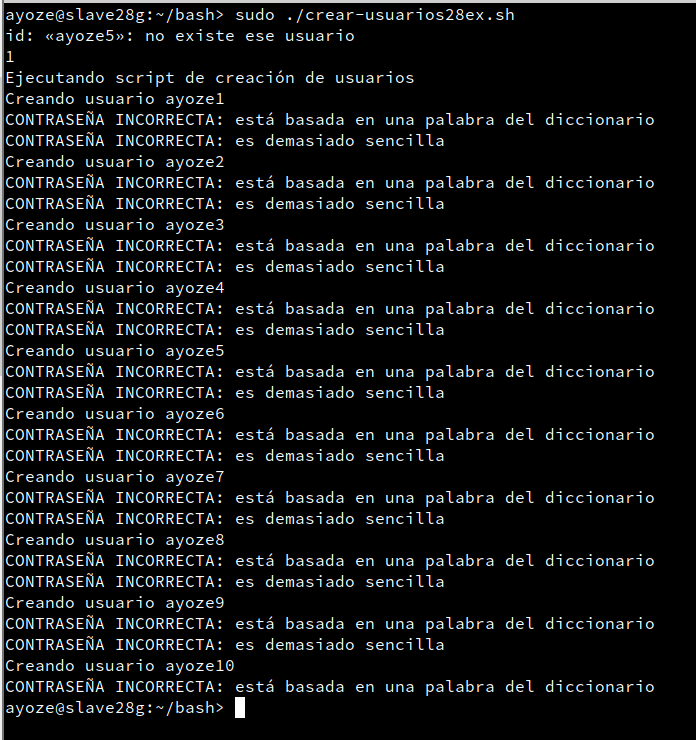 ayoze@slave28g:~/bash> sudo ./crear-usuarios28ex.sh
id: «ayoze5»: no existe ese usuario
1
Ejecutando script de creación de usuarios
Creando usuario ayoze1
CONTRASEÑA INCORRECTA: está basada en una palabra del diccionario
CONTRASEÑA INCORRECTA: es demasiado sencilla
Creando usuario ayoze2
CONTRASEÑA INCORRECTA: está basada en una palabra del diccionario
CONTRASEÑA INCORRECTA: es demasiado sencilla
Creando usuario ayoze3
CONTRASEÑA INCORRECTA: está basada en una palabra del diccionario
CONTRASEÑA INCORRECTA: es demasiado sencilla
Creando usuario ayoze4
CONTRASEÑA INCORRECTA: está basada en una palabra del diccionario
CONTRASEÑA INCORRECTA: es demasiado sencilla
Creando usuario ayoze5
CONTRASEÑA INCORRECTA: está basada en una palabra del diccionario
CONTRASEÑA INCORRECTA: es demasiado sencilla
Creando usuario ayoze6
CONTRASEÑA INCORRECTA: está basada en una palabra del diccionario
CONTRASEÑA INCORRECTA: es demasiado sencilla
Creando usuario ayoze7
CONTRASEÑA INCORRECTA: está basada en una palabra del diccionario
CONTRASEÑA INCORRECTA: es demasiado sencilla
Creando usuario ayoze8
CONTRASEÑA INCORRECTA: está basada en una palabra del diccionario
CONTRASEÑA INCORRECTA: es demasiado sencilla
Creando usuario ayoze9
CONTRASEÑA INCORRECTA: está basada en una palabra del diccionario
CONTRASEÑA INCORRECTA: es demasiado sencilla
Creando usuario ayoze10
CONTRASEÑA INCORRECTA: está basada en una palabra del diccionario
ayoze@slave28g:~/bash>